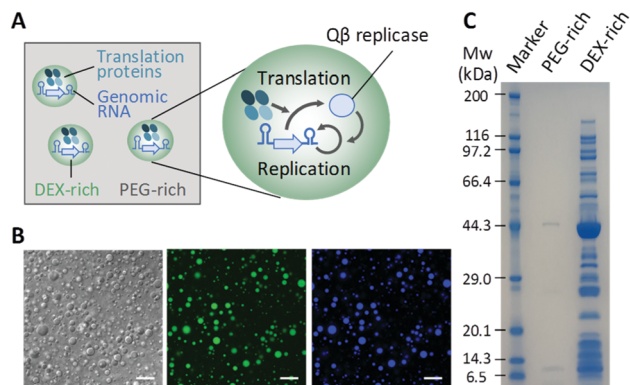 A
Translation
proteins
Genomic
RNA
DEX-rich
PEG-rich
Qβ replicase
Translation
Replication
B
C
Mw
(kDa)
Marker
PEG-rich
DEX-rich
200
116
97.2
66.4
44.3
29.0
20.1
14.3
6.5